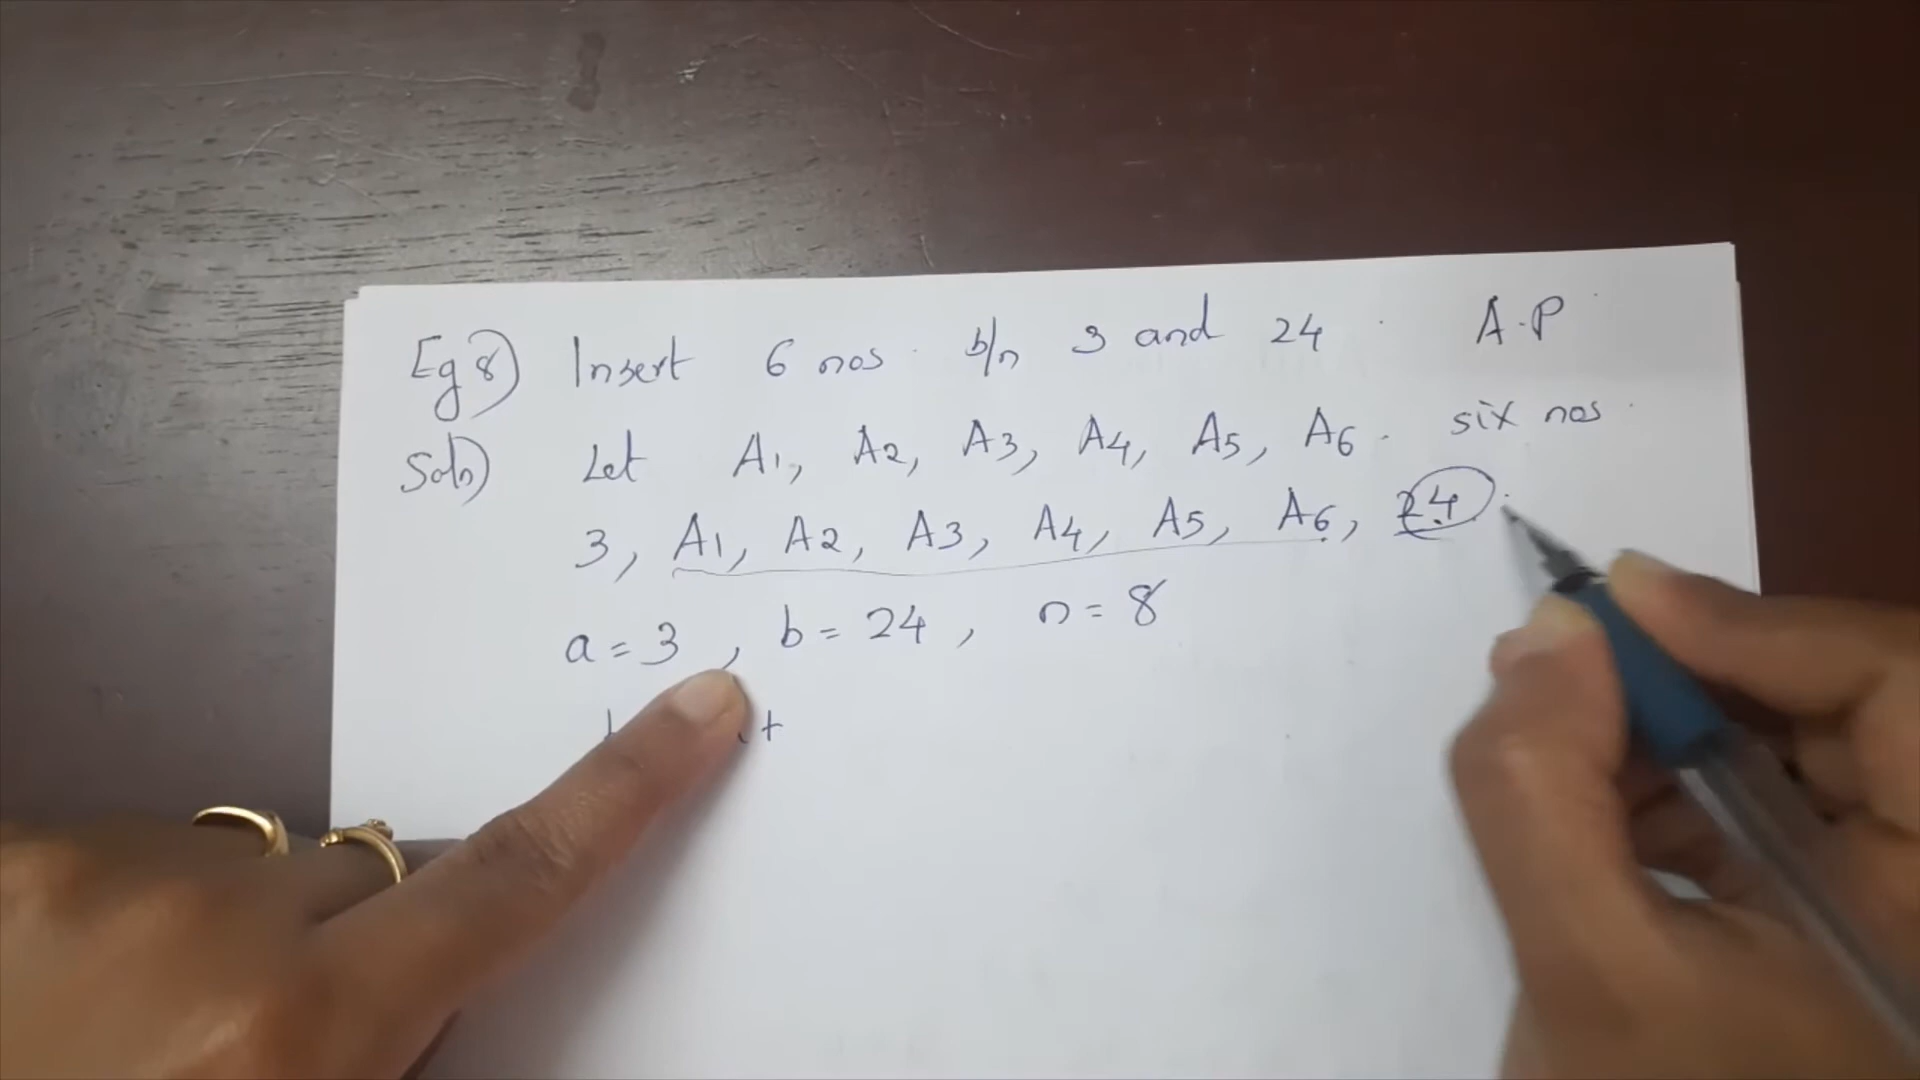 Eg 8) Insert 6 nos. b/n 3 and 24. A.P
Soln) Let A1, A2, A3, A4, A5, A6. six nos.
3, A1, A2, A3, A4, A5, A6, 24.
a = 3, b = 24, n = 8
+